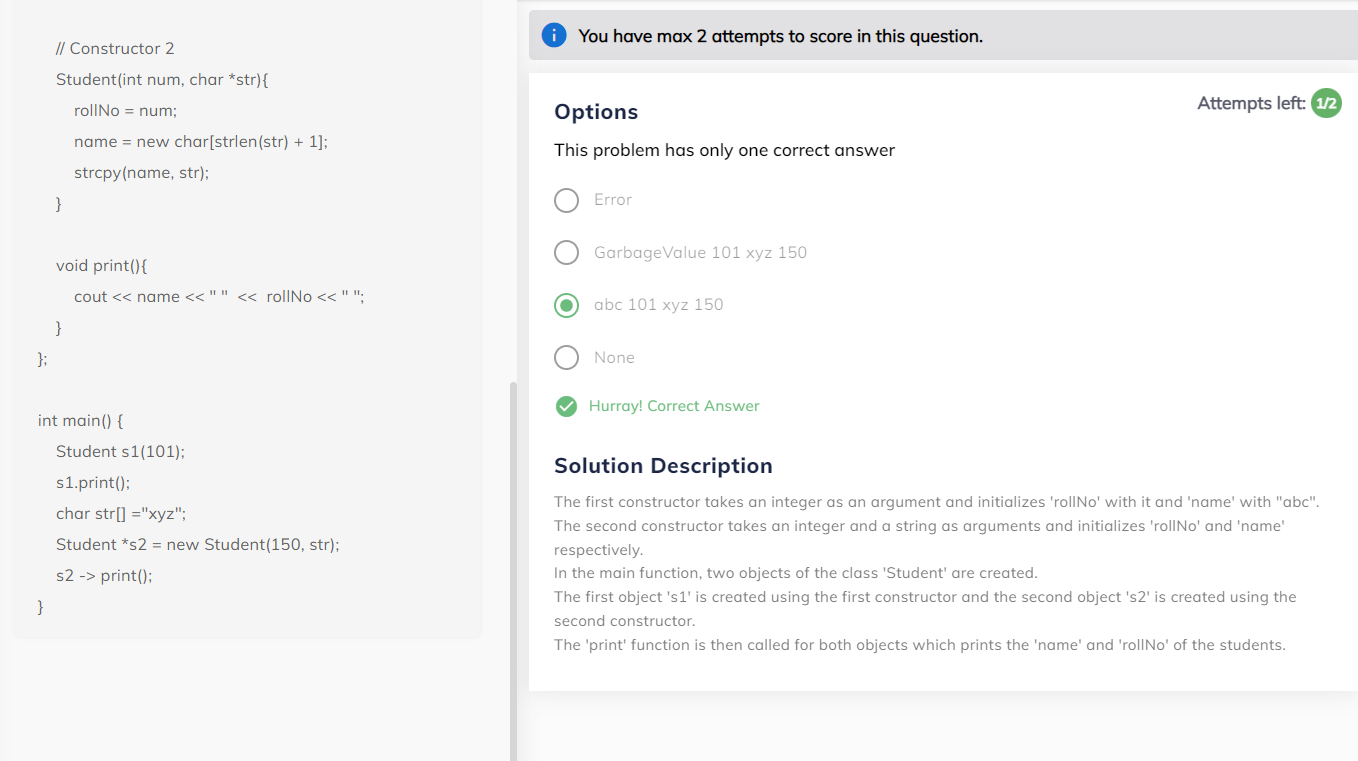 // Constructor 2
Student(int num, char *str){
rollNo = num;
name = new char[strlen(str) + 1];
strcpy(name, str);
}
void print(){
cout << name << " "  <<  rollNo << " ";
}
};
int main() {
Student s1(101);
s1.print();
char str[] ="xyz";
Student *s2 = new Student(150, str);
s2 -> print();
}
i You have max 2 attempts to score in this question.
Options
Attempts left: 1/2
This problem has only one correct answer
Error
GarbageValue 101 xyz 150
abc 101 xyz 150
None
Hurray! Correct Answer
Solution Description
The first constructor takes an integer as an argument and initializes 'rollNo' with it and 'name' with "abc".
The second constructor takes an integer and a string as arguments and initializes 'rollNo' and 'name'
respectively.
In the main function, two objects of the class 'Student' are created.
The first object 's1' is created using the first constructor and the second object 's2' is created using the
second constructor.
The 'print' function is then called for both objects which prints the 'name' and 'rollNo' of the students.